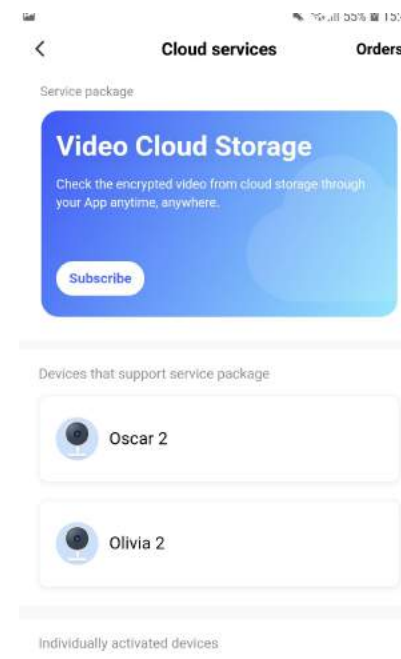 55%
Cloud services
Orders
Service package
Video Cloud Storage
Check the encrypted video from cloud storage through
your App anytime, anywhere.
Subscribe
Devices that support service package
Oscar 2
Olivia 2
Individually activated devices